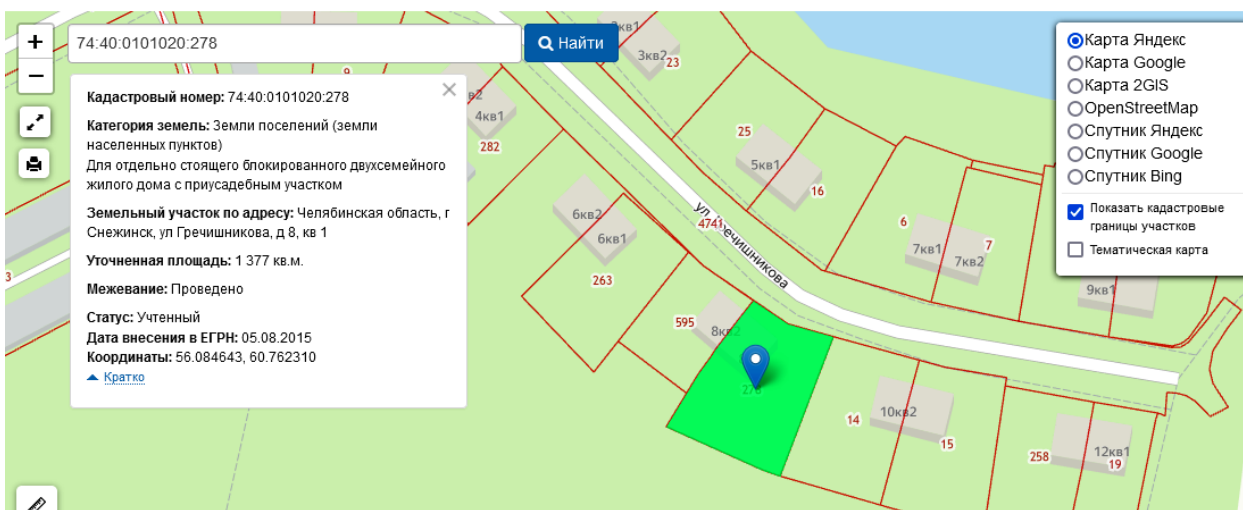 +
−
74:40:0101020:278
Найти
Кадастровый номер: 74:40:0101020:278
Категория земель: Земли поселений (земли
населенных пунктов)
Для отдельно стоящего блокированного двухсемейного
жилого дома с приусадебным участком
Земельный участок по адресу: Челябинская область, г
Снежинск, ул Гречишникова, д 8, кв 1
Уточненная площадь: 1 377 кв.м.
Межевание: Проведено
Статус: Учтенный
Дата внесения в ЕГРН: 05.08.2015
Координаты: 56.084643, 60.762310
Кратко
Карта Яндекс
Карта Google
Карта 2GIS
OpenStreetMap
Спутник Яндекс
Спутник Google
Спутник Bing
Показать кадастровые
границы участков
Тематическая карта
3кв2
23
9
4кв1
282
25
5кв1
16
6кв2
6кв1
263
4741
ул. Гречишникова
6
7кв1
7кв2
7
9кв1
595
8кв2
278
14
10кв2
15
258
12кв1
19
3